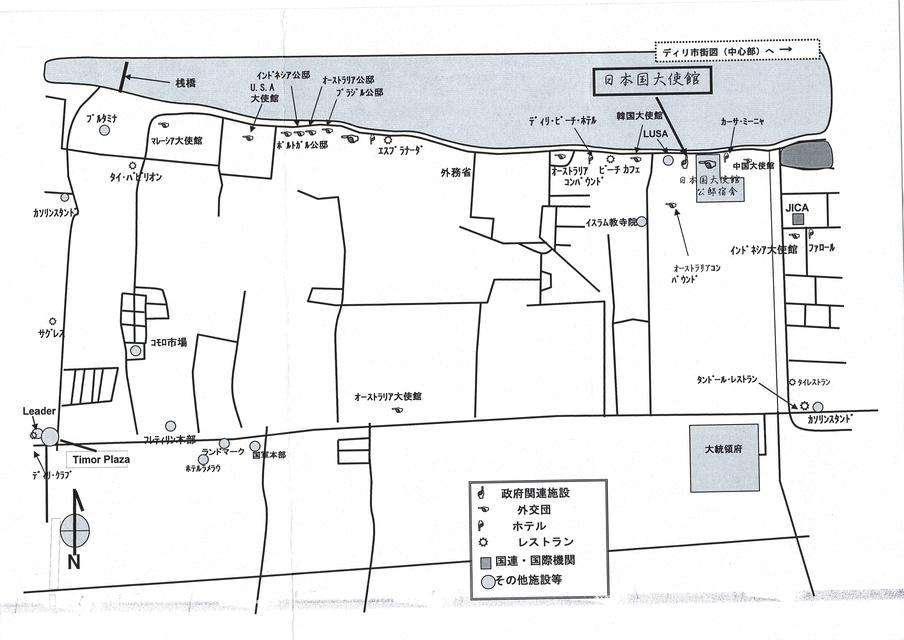 ディリ市街図（中心部）へ →
日本国大使館
桟橋
インドネシア公邸
U.S.A
大使館
オーストラリア公邸
ブラジル公邸
プルタミナ
マレーシア大使館
ポルトガル公邸
エスプラナーダ
ディリ・ビーチ・ホテル
韓国大使館
LUSA
カーサ・ミーニャ
タイ・パビリオン
外務省
オーストラリア
コンパウンド
ビーチ カフェ
日本国大使館
公邸宿舎
中国大使館
カソリンスタンド
イスラム教寺院
JICA
インドネシア大使館
ファロール
オーストラリアコン
パウンド
サグレス
コモロ市場
オーストラリア大使館
タンドール・レストラン
タイレストラン
カソリンスタンド
Leader
Timor Plaza
ディリ・クラブ
フレティリン本部
ランドマーク
国軍本部
ホテルラメラウ
大統領府
N
政府関連施設
外交団
ホテル
レストラン
国連・国際機関
その他施設等